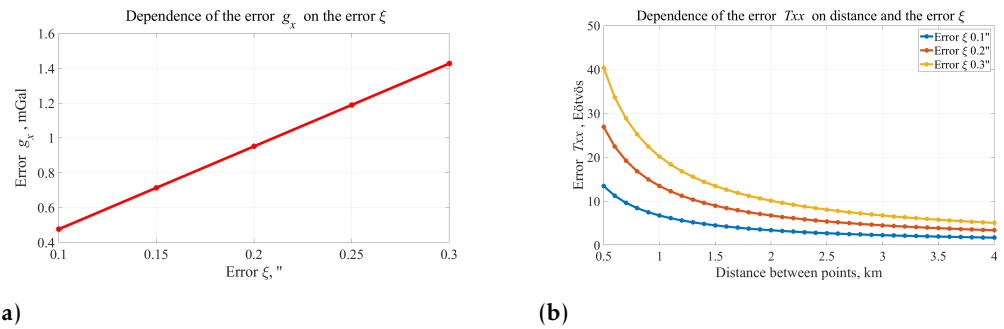 Dependence of the error g_x on the error ξ
1.6
1.4
1.2
1
0.8
0.6
0.4
Error g_x , mGal
0.1
0.15
0.2
0.25
0.3
Error ξ, "
a)
Dependence of the error Txx on distance and the error ξ
50
40
30
20
10
0
Error Txx , Eötvös
Error ξ 0.1"
Error ξ 0.2"
Error ξ 0.3"
0.5
1
1.5
2
2.5
3
3.5
4
Distance between points, km
(b)